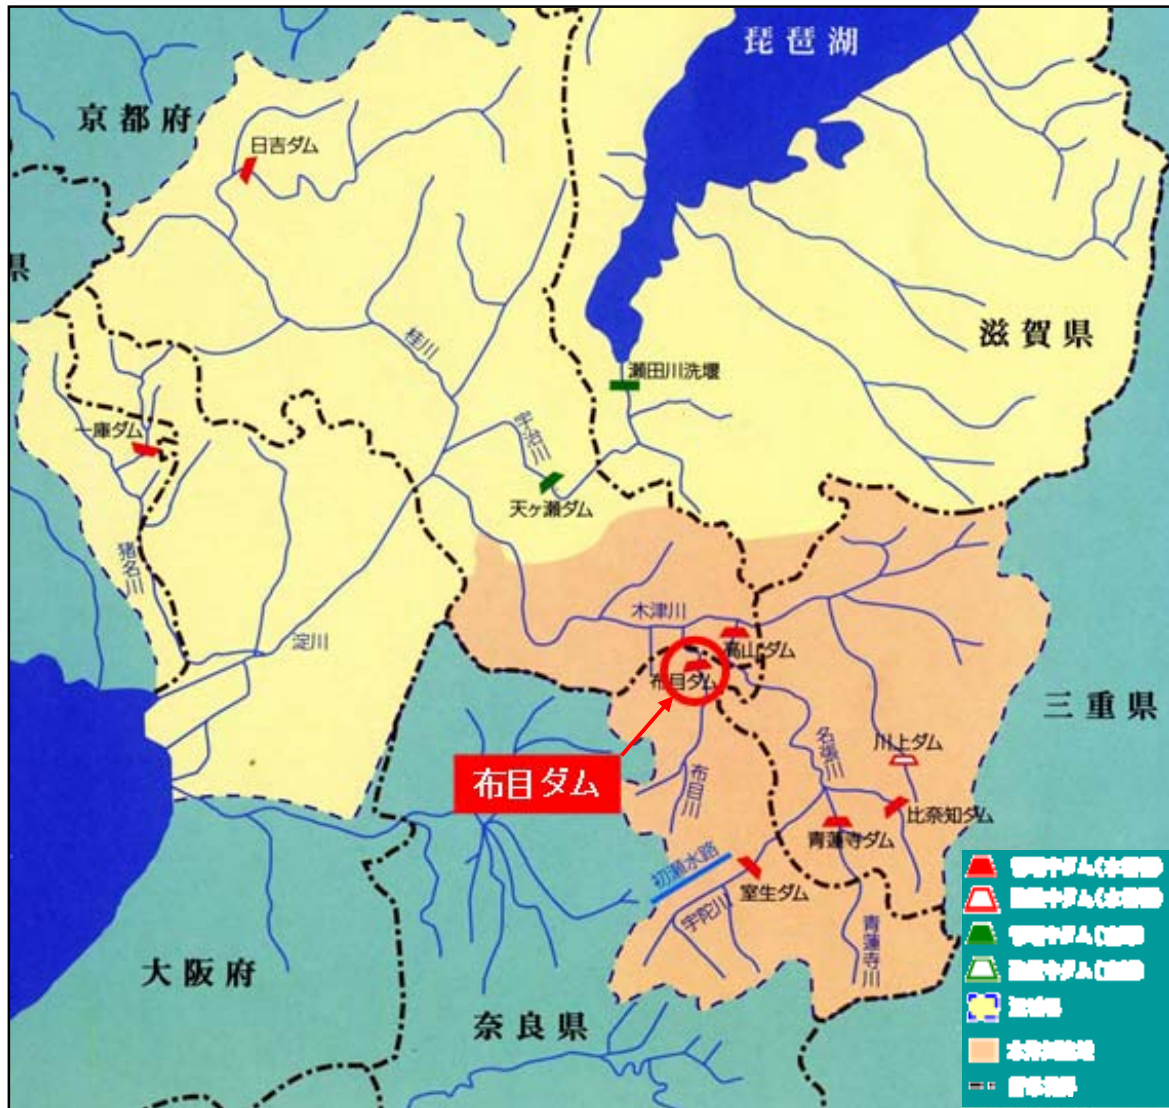 琵琶湖
京都府
日吉ダム
県
滋賀県
桂川
瀬田川洗堰
一庫ダム
宇治川
天ヶ瀬ダム
猪名川
木津川
淀川
高山ダム
布目ダム
三重県
名張川
川上ダム
布目ダム
布目川
比奈知ダム
青蓮寺ダム
初瀬水路
室生ダム
宇陀川
青蓮寺川
大阪府
奈良県